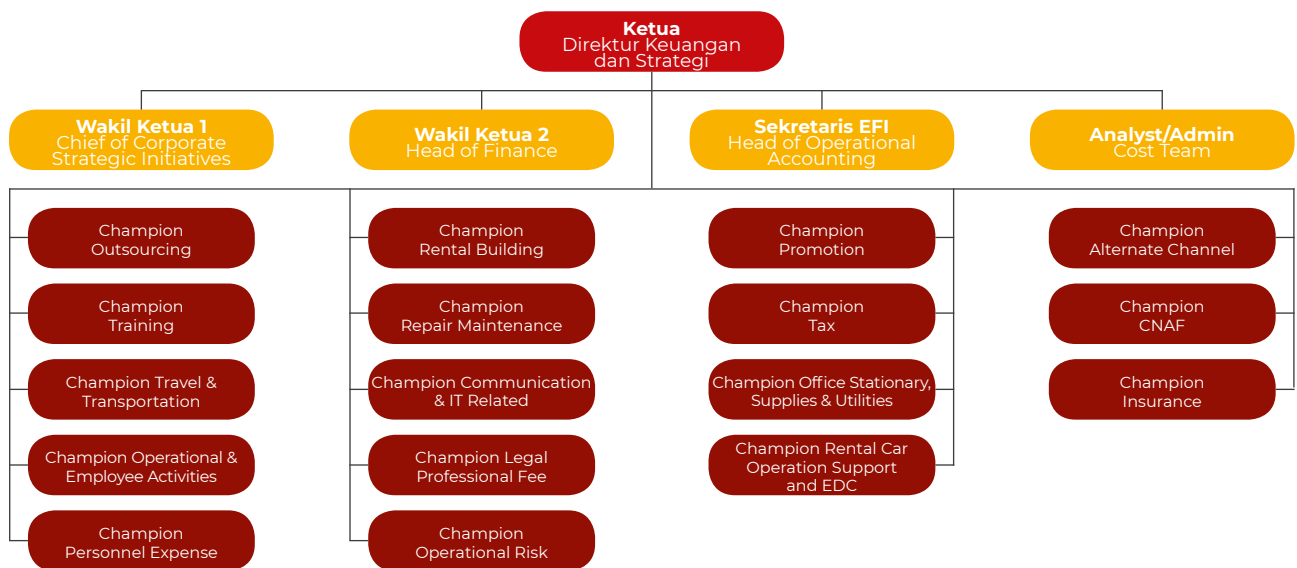 Ketua
Direktur Keuangan
dan Strategi
Wakil Ketua 1
Chief of Corporate
Strategic Initiatives
Wakil Ketua 2
Head of Finance
Sekretaris EFI
Head of Operational
Accounting
Analyst/Admin
Cost Team
Champion
Outsourcing
Champion
Training
Champion Travel &
Transportation
Champion Operational &
Employee Activities
Champion
Personnel Expense
Champion
Rental Building
Champion
Repair Maintenance
Champion Communication
& IT Related
Champion Legal
Professional Fee
Champion
Operational Risk
Champion
Promotion
Champion
Tax
Champion Office Stationary,
Supplies & Utilities
Champion Rental Car
Operation Support
and EDC
Champion
Alternate Channel
Champion
CNAF
Champion
Insurance